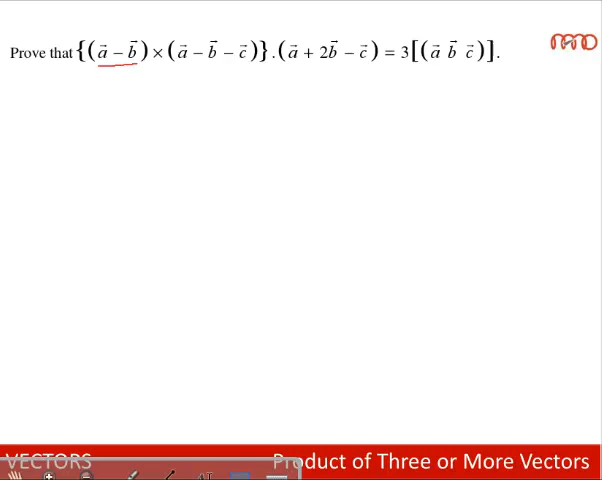 Prove that {(a⃗ − b⃗) × (a⃗ − b⃗ − c⃗)} . (a⃗ + 2b⃗ − c⃗) = 3[(a⃗ b⃗ c⃗)].
VECTORS Product of Three or More Vectors